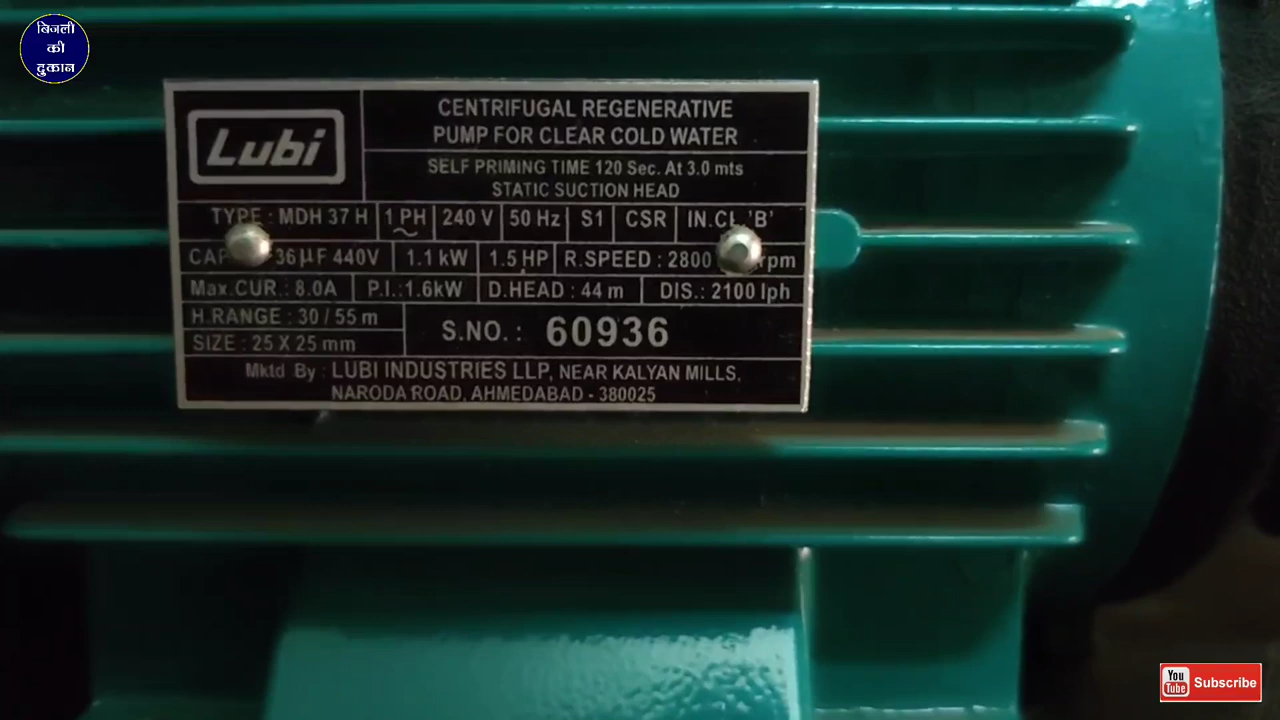 बिजली
की
दुकान
Lubi
CENTRIFUGAL REGENERATIVE
PUMP FOR CLEAR COLD WATER
SELF PRIMING TIME 120 Sec. At 3.0 mts
STATIC SUCTION HEAD
TYPE : MDH 37 H 1 PH ~ 240 V 50 Hz S1 CSR IN.CL.'B'
36 µF 440V 1.1 kW 1.5 HP R.SPEED : 2800 rpm
Max.CUR.: 8.0A P.I.:1.6kW D.HEAD : 44 m DIS.: 2100 lph
H.RANGE : 30 / 55 m
SIZE : 25 X 25 mm
S.NO. : 60936
Mktd By : LUBI INDUSTRIES LLP, NEAR KALYAN MILLS,
NARODA ROAD, AHMEDABAD - 380025
You Tube Subscribe